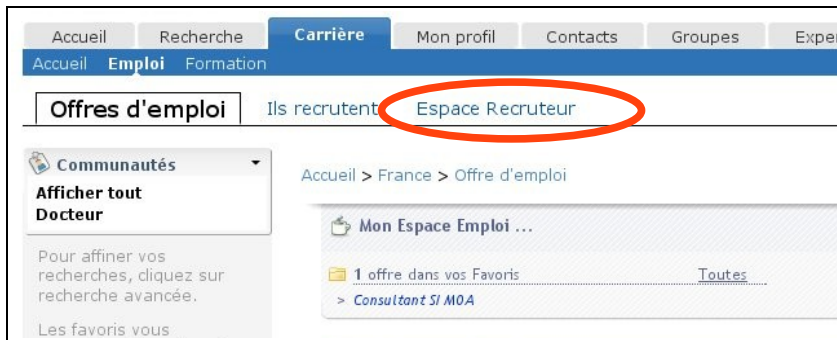 Accueil Recherche Carrière Mon profil Contacts Groupes
Accueil Emploi Formation
Offres d'emploi Ils recrutent Espace Recruteur
Communautés
Afficher tout
Docteur
Pour affiner vos
recherches, cliquez sur
recherche avancée.
Les favoris vous
Accueil > France > Offre d'emploi
Mon Espace Emploi ...
1 offre dans vos Favoris Toutes
> Consultant SI MOA